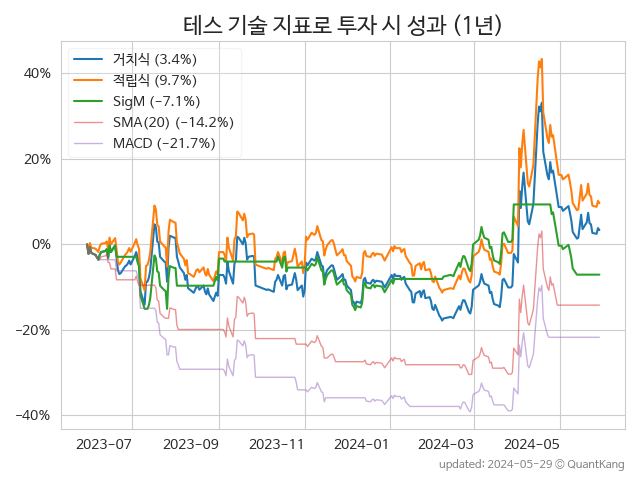 테스 기술 지표로 투자 시 성과 (1년)
거치식 (3.4%)
적립식 (9.7%)
SigM (−7.1%)
SMA(20) (−14.2%)
MACD (−21.7%)
40%
20%
0%
−20%
−40%
2023-07 2023-09 2023-11 2024-01 2024-03 2024-05
updated: 2024-05-29 © QuantKang